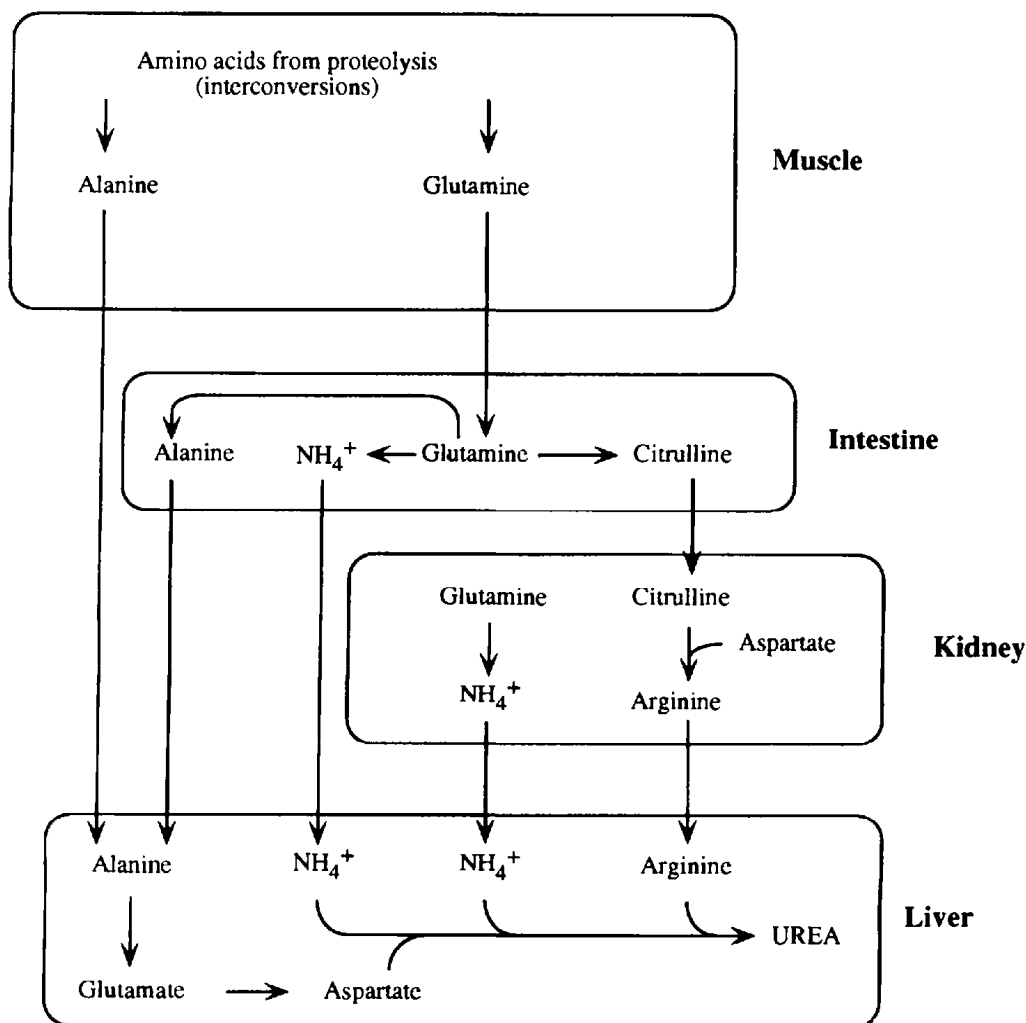 Amino acids from proteolysis
(interconversions)
Alanine
Glutamine
Muscle
Alanine
NH4+
Glutamine
Citrulline
Intestine
Glutamine
Citrulline
Aspartate
Kidney
NH4+
Arginine
Alanine
NH4+
NH4+
Arginine
Liver
UREA
Glutamate
Aspartate